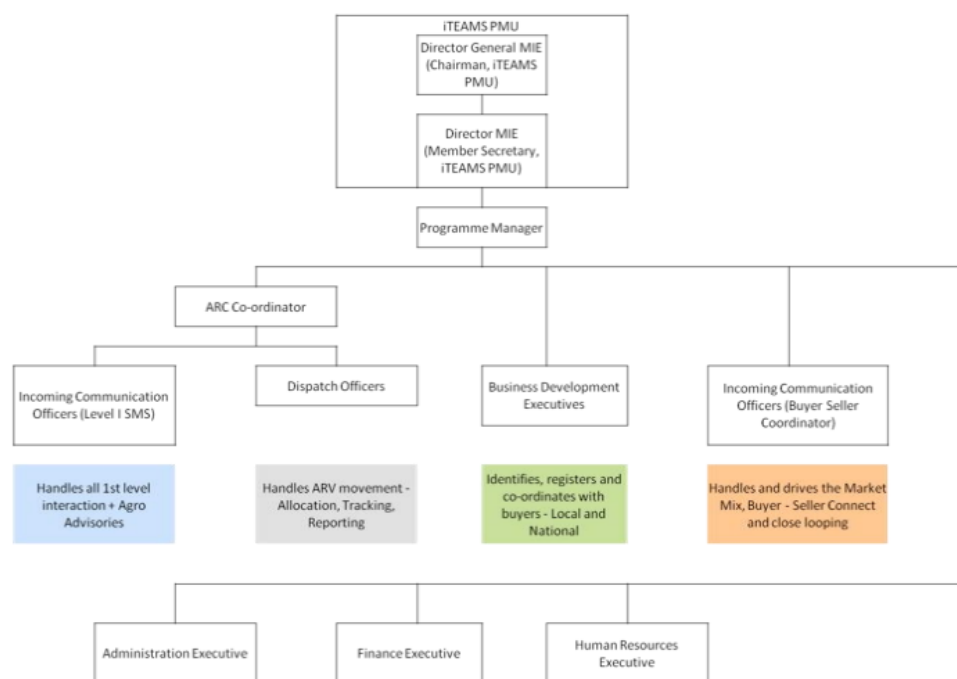 iTEAMS PMU
Director General MIE
(Chairman, iTEAMS
PMU)
Director MIE
(Member Secretary,
iTEAMS PMU)
Programme Manager
ARC Co-ordinator
Incoming Communication
Officers (Level I SMS)
Dispatch Officers
Business Development
Executives
Incoming Communication
Officers (Buyer Seller
Coordinator)
Handles all 1st level
interaction + Agro
Advisories
Handles ARV movement -
Allocation, Tracking,
Reporting
Identifies, registers and
co-ordinates with
buyers - Local and
National
Handles and drives the Market
Mix, Buyer - Seller Connect
and close looping
Administration Executive
Finance Executive
Human Resources
Executive